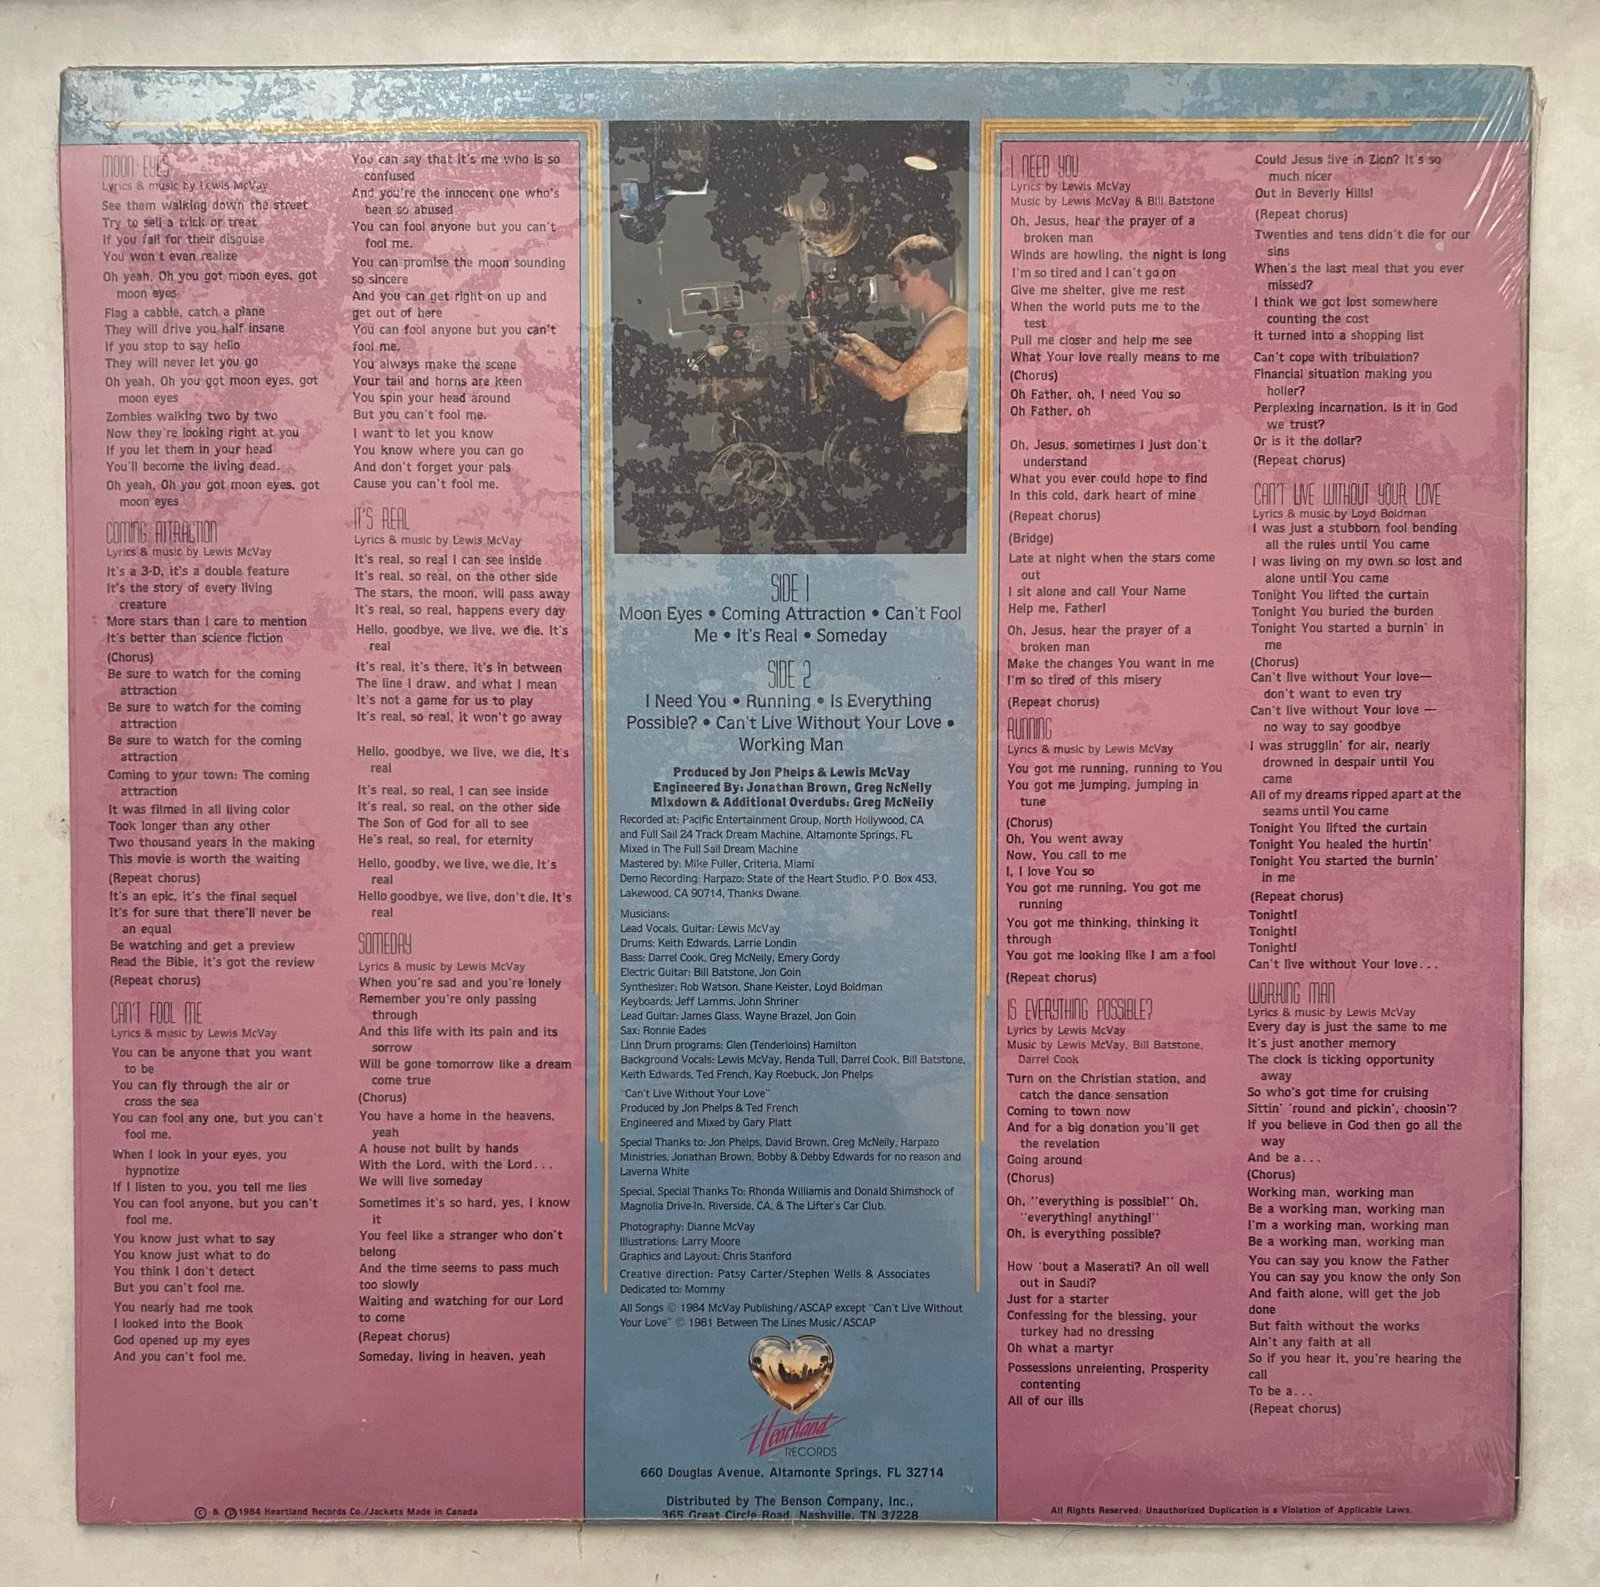 MOON EYES
Lyrics & music by Lewis McVay
See them walking down the street
Try to sell a trick or treat
If you fall for their disguise
You won't even realize
Oh yeah, Oh you got moon eyes, got
moon eyes
Flag a cabble, catch a plane
They will drive you half insane
If you stop to say hello
They will never let you go
Oh yeah, Oh you got moon eyes, got
moon eyes
Zombies walking two by two
Now they're looking right at you
If you let them in your head
You'll become the living dead.
Oh yeah, Oh you got moon eyes, got
moon eyes
COMING ATTRACTION
Lyrics & music by Lewis McVay
It's a 3-D, it's a double feature
It's the story of every living
creature
More stars than I care to mention
It's better than science fiction
(Chorus)
Be sure to watch for the coming
attraction
Be sure to watch for the coming
attraction
Be sure to watch for the coming
attraction
Coming to your town: The coming
attraction
It was filmed in all living color
Took longer than any other
Two thousand years in the making
This movie is worth the waiting
(Repeat chorus)
It's an epic, it's the final sequel
It's for sure that there'll never be
an equal
Be watching and get a preview
Read the Bible, it's got the review
(Repeat chorus)
CAN'T FOOL ME
Lyrics & music by Lewis McVay
You can be anyone that you want
to be
You can fly through the air or
cross the sea
You can fool any one, but you can't
fool me.
When I look in your eyes, you
hypnotize
If I listen to you, you tell me lies
You can fool anyone, but you can't
fool me.
You know just what to say
You know just what to do
You think I don't detect
But you can't fool me.
You nearly had me took
I looked into the Book
God opened up my eyes
And you can't fool me.
You can say that it's me who is so
confused
And you're the innocent one who's
been so abused
You can fool anyone but you can't
fool me.
You can promise the moon sounding
so sincere
And you can get right on up and
get out of here
You can fool anyone but you can't
fool me.
You always make the scene
Your tail and horns are keen
You spin your head around
But you can't fool me.
I want to let you know
You know where you can go
And don't forget your pals
Cause you can't fool me.
IT'S REAL
Lyrics & music by Lewis McVay
It's real, so real I can see inside
It's real, so real, on the other side
The stars, the moon, will pass away
It's real, so real, happens every day
Hello, goodbye, we live, we die, It's
real
It's real, it's there, it's in between
The line I draw, and what I mean
It's not a game for us to play
It's real, so real, it won't go away
Hello, goodbye, we live, we die, It's
real
It's real, so real, I can see inside
It's real, so real, on the other side
The Son of God for all to see
He's real, so real, for eternity
Hello, goodby, we live, we die, It's
real
Hello goodbye, we live, don't die, It's
real
SOMEDAY
Lyrics & music by Lewis McVay
When you're sad and you're lonely
Remember you're only passing
through
And this life with its pain and its
sorrow
Will be gone tomorrow like a dream
come true
(Chorus)
You have a home in the heavens,
yeah
A house not built by hands
With the Lord, with the Lord...
We will live someday
Sometimes it's so hard, yes, I know
it
You feel like a stranger who don't
belong
And the time seems to pass much
too slowly
Waiting and watching for our Lord
to come
(Repeat chorus)
Someday, living in heaven, yeah
© & ℗ 1984 Heartland Records Co./Jackets Made in Canada
SIDE 1
Moon Eyes • Coming Attraction • Can't Fool
Me • It's Real • Someday
SIDE 2
I Need You • Running • Is Everything
Possible? • Can't Live Without Your Love •
Working Man
Produced by Jon Phelps & Lewis McVay
Engineered By: Jonathan Brown, Greg NcNeily
Mixdown & Additional Overdubs: Greg McNeily
Recorded at: Pacific Entertainment Group, North Hollywood, CA
and Full Sail 24 Track Dream Machine, Altamonte Springs, FL
Mixed in The Full Sail Dream Machine
Mastered by: Mike Fuller, Criteria, Miami
Demo Recording: Harpazo: State of the Heart Studio, P.O. Box 453,
Lakewood, CA 90714, Thanks Dwane.
Musicians:
Lead Vocals, Guitar: Lewis McVay
Drums: Keith Edwards, Larrie Londin
Bass: Darrel Cook, Greg McNeily, Emery Gordy
Electric Guitar: Bill Batstone, Jon Goin
Synthesizer: Rob Watson, Shane Keister, Loyd Boldman
Keyboards: Jeff Lamms, John Shriner
Lead Guitar: James Glass, Wayne Brazel, Jon Goin
Sax: Ronnie Eades
Linn Drum programs: Glen (Tenderloins) Hamilton
Background Vocals: Lewis McVay, Renda Tull, Darrel Cook, Bill Batstone,
Keith Edwards, Ted French, Kay Roebuck, Jon Phelps
"Can't Live Without Your Love"
Produced by Jon Phelps & Ted French
Engineered and Mixed by Gary Platt
Special Thanks to: Jon Phelps, David Brown, Greg McNeily, Harpazo
Ministries, Jonathan Brown, Bobby & Debby Edwards for no reason and
Laverna White
Special, Special Thanks To: Rhonda Williamis and Donald Shimshock of
Magnolia Drive-In, Riverside, CA, & The Lifter's Car Club.
Photography: Dianne McVay
Illustrations: Larry Moore
Graphics and Layout: Chris Stanford
Creative direction: Patsy Carter/Stephen Wells & Associates
Dedicated to: Mommy
All Songs © 1984 McVay Publishing/ASCAP except "Can't Live Without
Your Love" © 1981 Between The Lines Music/ASCAP
Heartland
RECORDS
660 Douglas Avenue, Altamonte Springs, FL 32714
Distributed by The Benson Company, Inc.,
365 Great Circle Road, Nashville, TN 37228
I NEED YOU
Lyrics by Lewis McVay
Music by Lewis McVay & Bill Batstone
Oh, Jesus, hear the prayer of a
broken man
Winds are howling, the night is long
I'm so tired and I can't go on
Give me shelter, give me rest
When the world puts me to the
test
Pull me closer and help me see
What Your love really means to me
(Chorus)
Oh Father, oh, I need You so
Oh Father, oh
Oh, Jesus, sometimes I just don't
understand
What you ever could hope to find
In this cold, dark heart of mine
(Repeat chorus)
(Bridge)
Late at night when the stars come
out
I sit alone and call Your Name
Help me, Father!
Oh, Jesus, hear the prayer of a
broken man
Make the changes You want in me
I'm so tired of this misery
(Repeat chorus)
RUNNING
Lyrics & music by Lewis McVay
You got me running, running to You
You got me jumping, jumping in
tune
(Chorus)
Oh, You went away
Now, You call to me
I, I love You so
You got me running, You got me
running
You got me thinking, thinking it
through
You got me looking like I am a fool
(Repeat chorus)
IS EVERYTHING POSSIBLE?
Lyrics by Lewis McVay
Music by Lewis McVay, Bill Batstone,
Darrel Cook
Turn on the Christian station, and
catch the dance sensation
Coming to town now
And for a big donation you'll get
the revelation
Going around
(Chorus)
Oh, "everything is possible!" Oh,
"everything! anything!"
Oh, is everything possible?
How 'bout a Maserati? An oil well
out in Saudi?
Just for a starter
Confessing for the blessing, your
turkey had no dressing
Oh what a martyr
Possessions unrelenting, Prosperity
contenting
All of our ills
Could Jesus live in Zion? It's so
much nicer
Out in Beverly Hills!
(Repeat chorus)
Twenties and tens didn't die for our
sins
When's the last meal that you ever
missed?
I think we got lost somewhere
counting the cost
it turned into a shopping list
Can't cope with tribulation?
Financial situation making you
holler?
Perplexing incarnation, Is it in God
we trust?
Or is it the dollar?
(Repeat chorus)
CAN'T LIVE WITHOUT YOUR LOVE
Lyrics & music by Loyd Boldman
I was just a stubborn fool bending
all the rules until You came
I was living on my own so lost and
alone until You came
Tonight You lifted the curtain
Tonight You buried the burden
Tonight You started a burnin' in
me
(Chorus)
Can't live without Your love—
don't want to even try
Can't live without Your love —
no way to say goodbye
I was strugglin' for air, nearly
drowned in despair until You
came
All of my dreams ripped apart at the
seams until You came
Tonight You lifted the curtain
Tonight You healed the hurtin'
Tonight You started the burnin'
in me
(Repeat chorus)
Tonight!
Tonight!
Tonight!
Can't live without Your love...
WORKING MAN
Lyrics & music by Lewis McVay
Every day is just the same to me
It's just another memory
The clock is ticking opportunity
away
So who's got time for cruising
Sittin' 'round and pickin', choosin'?
If you believe in God then go all the
way
And be a...
(Chorus)
Working man, working man
Be a working man, working man
I'm a working man, working man
Be a working man, working man
You can say you know the Father
You can say you know the only Son
And faith alone, will get the job
done
But faith without the works
Ain't any faith at all
So if you hear it, you're hearing the
call
To be a...
(Repeat chorus)
All Rights Reserved: Unauthorized Duplication is a Violation of Applicable Laws.